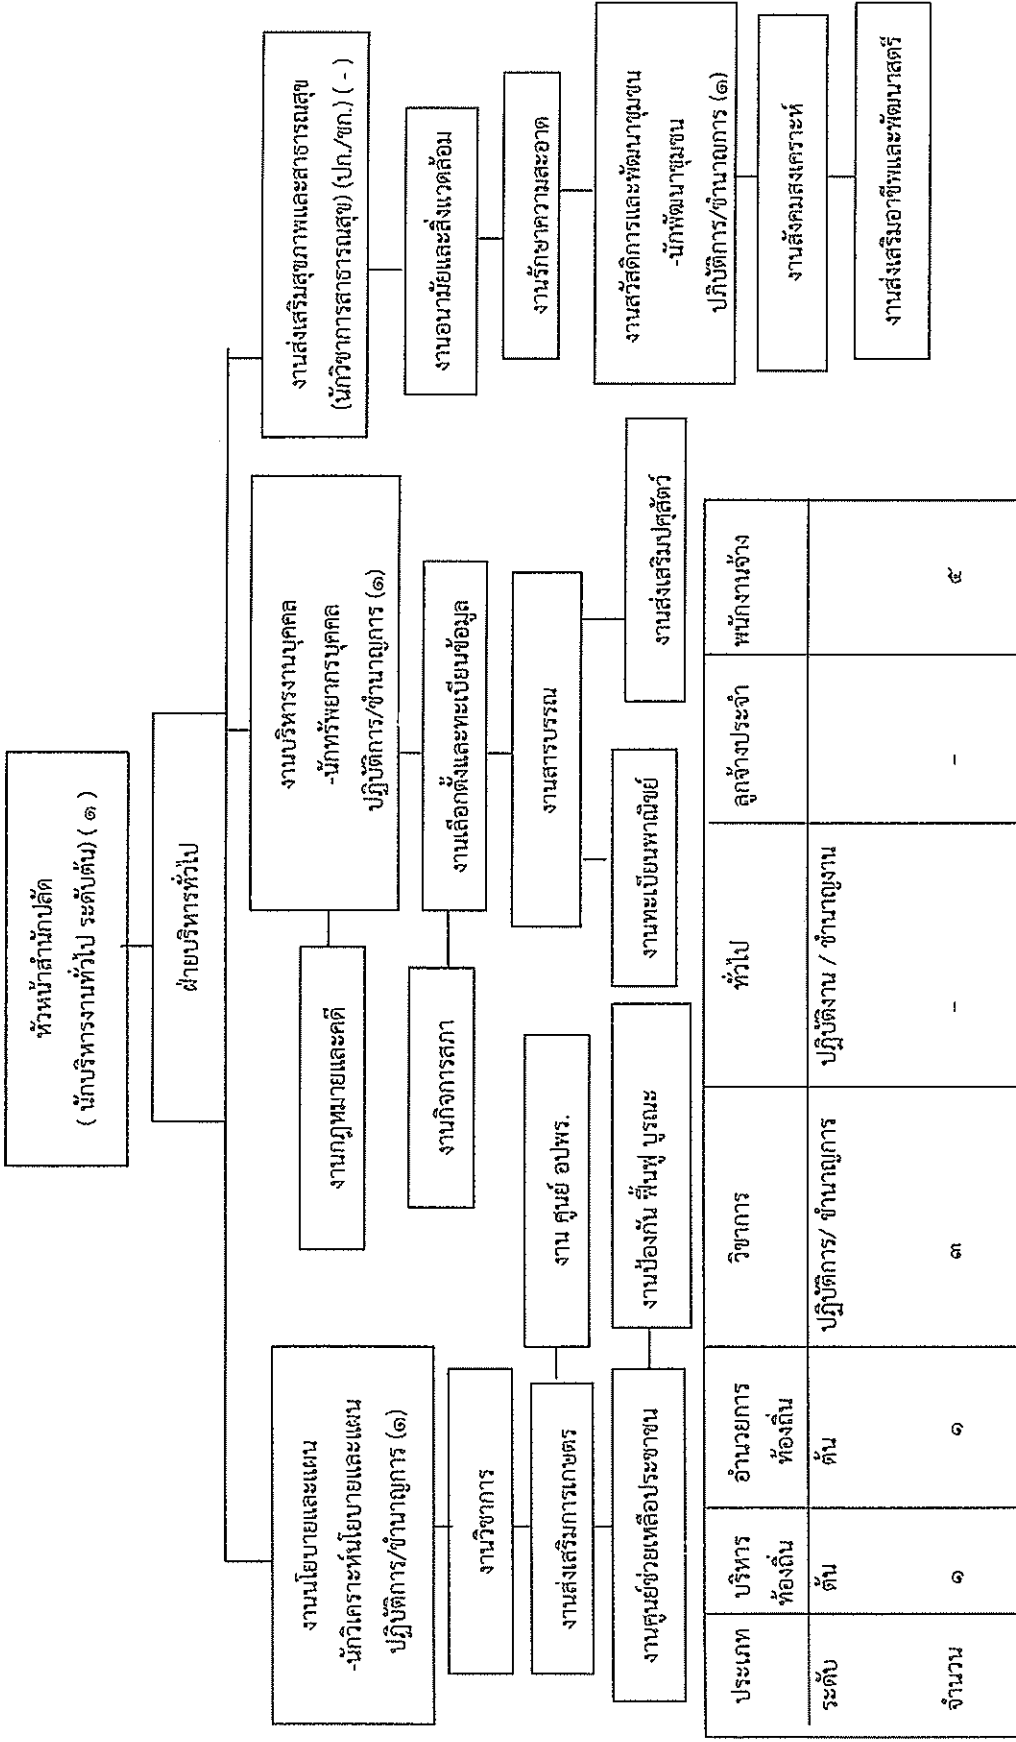 หัวหน้าสำนักปลัด
( นักบริหารงานทั่วไป ระดับต้น) ( ๑ )
ฝ่ายบริหารทั่วไป
งานนโยบายและแผน
-นักวิเคราะห์นโยบายและแผน
ปฏิบัติการ/ชำนาญการ (๑)
งานวิชาการ
งานส่งเสริมการเกษตร
งาน ศูนย์ อปพร.
งานศูนย์ช่วยเหลือประชาชน
งานป้องกัน ฟื้นฟู บูรณะ
งานบริหารงานบุคคล
-นักทรัพยากรบุคคล
ปฏิบัติการ/ชำนาญการ (๑)
งานกฎหมายและคดี
งานเลือกตั้งและทะเบียนข้อมูล
งานกิจการสภา
งานสารบรรณ
งานทะเบียนพาณิชย์
งานส่งเสริมปศุสัตว์
งานส่งเสริมสุขภาพและสาธารณสุข
(นักวิชาการสาธารณสุข) (ปก./ชก.) ( - )
งานอนามัยและสิ่งแวดล้อม
งานรักษาความสะอาด
งานสวัสดิการและพัฒนาชุมชน
-นักพัฒนาชุมชน
ปฏิบัติการ/ชำนาญการ (๑)
งานสังคมสงเคราะห์
งานส่งเสริมอาชีพและพัฒนาสตรี
ประเภท บริหาร อำนวยการ วิชาการ ทั่วไป ลูกจ้างประจำ พนักงานจ้าง
ท้องถิ่น ท้องถิ่น
ระดับ ต้น ต้น ปฏิบัติการ/ ชำนาญการ ปฏิบัติงาน / ชำนาญงาน
จำนวน ๑ ๑ ๓ - - ๕